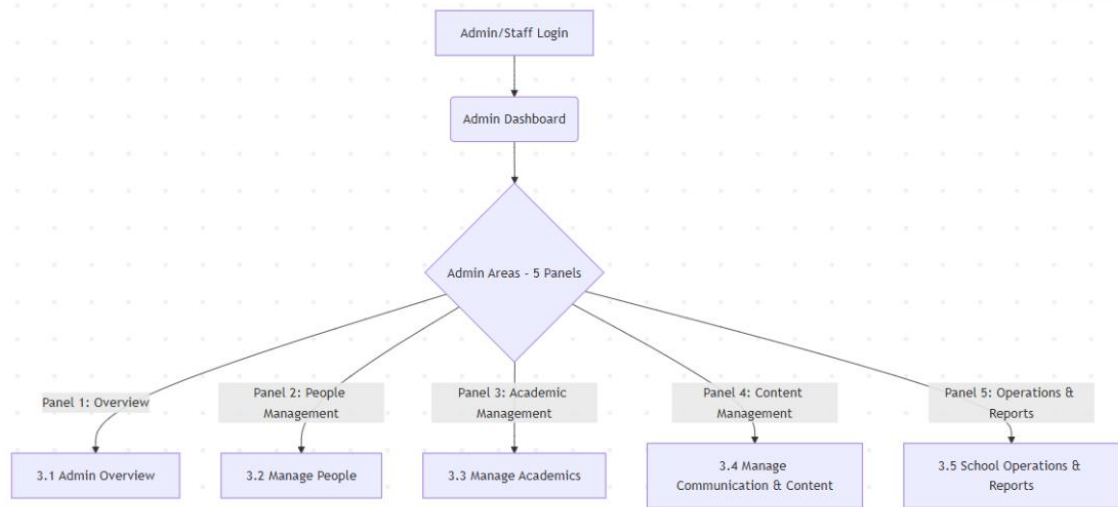 Admin/Staff Login
Admin Dashboard
Admin Areas - 5 Panels
Panel 1: Overview
Panel 2: People
Management
Panel 3: Academic
Management
Panel 4: Content
Management
Panel 5: Operations &
Reports
3.1 Admin Overview
3.2 Manage People
3.3 Manage Academics
3.4 Manage
Communication & Content
3.5 School Operations &
Reports